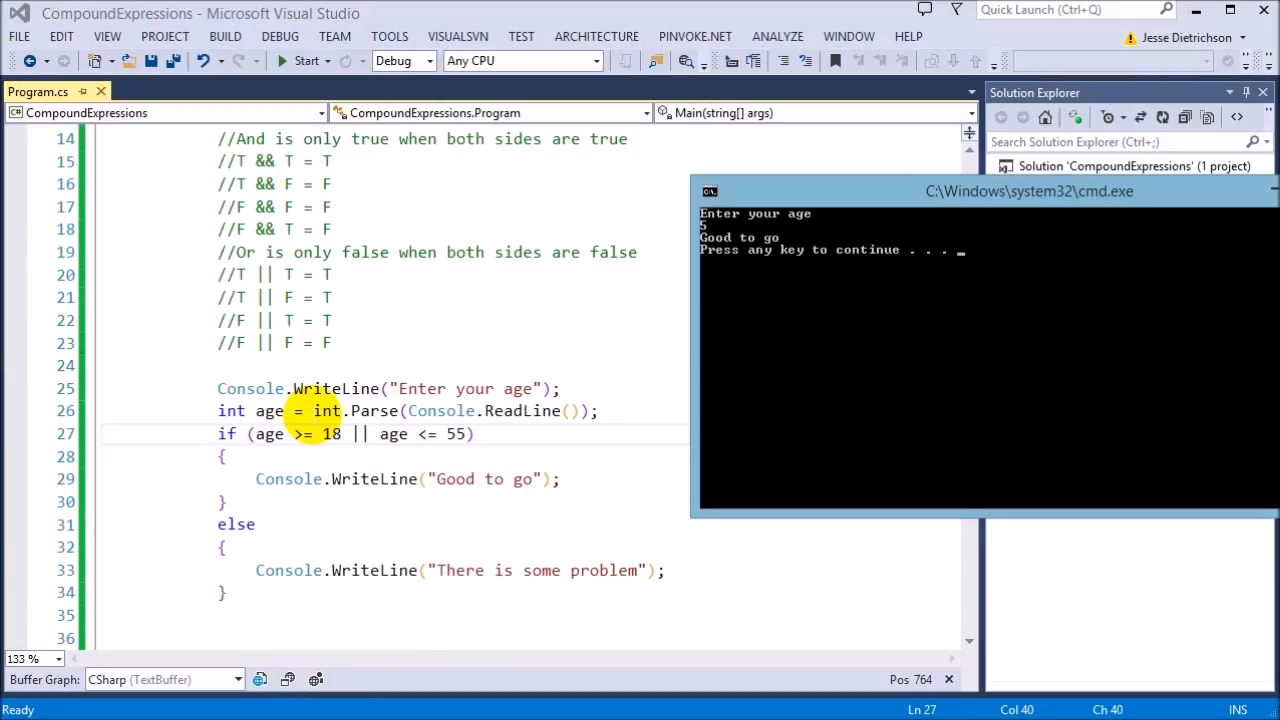 CompoundExpressions - Microsoft Visual Studio
Quick Launch (Ctrl+Q)
FILE EDIT VIEW PROJECT BUILD DEBUG TEAM TOOLS VISUALSVN TEST ARCHITECTURE PINVOKE.NET ANALYZE WINDOW HELP
Jesse Dietrichson
Start Debug Any CPU
Program.cs
Solution Explorer
CompoundExpressions CompoundExpressions.Program Main(string[] args)
Search Solution Explorer (Ctrl+;)
Solution 'CompoundExpressions' (1 project)
14 //And is only true when both sides are true
15 //T && T = T
16 //T && F = F
17 //F && F = F
18 //F && T = F
19 //Or is only false when both sides are false
20 //T || T = T
21 //T || F = T
22 //F || T = T
23 //F || F = F
24
25 Console.WriteLine("Enter your age");
26 int age = int.Parse(Console.ReadLine());
27 if (age >= 18 || age <= 55)
28 {
29 Console.WriteLine("Good to go");
30 }
31 else
32 {
33 Console.WriteLine("There is some problem");
34 }
35
36
C:\Windows\system32\cmd.exe
Enter your age
5
Good to go
Press any key to continue . . . _
133 %
Buffer Graph: CSharp (TextBuffer) Pos 764
Ready Ln 27 Col 40 Ch 40 INS